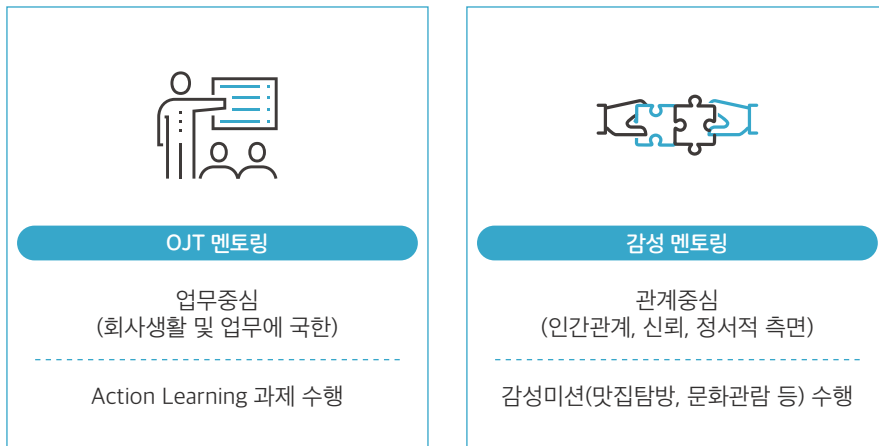 OJT 멘토링
업무중심
(회사생활 및 업무에 국한)
Action Learning 과제 수행
감성 멘토링
관계중심
(인간관계, 신뢰, 정서적 측면)
감성미션(맛집탐방, 문화관람 등) 수행